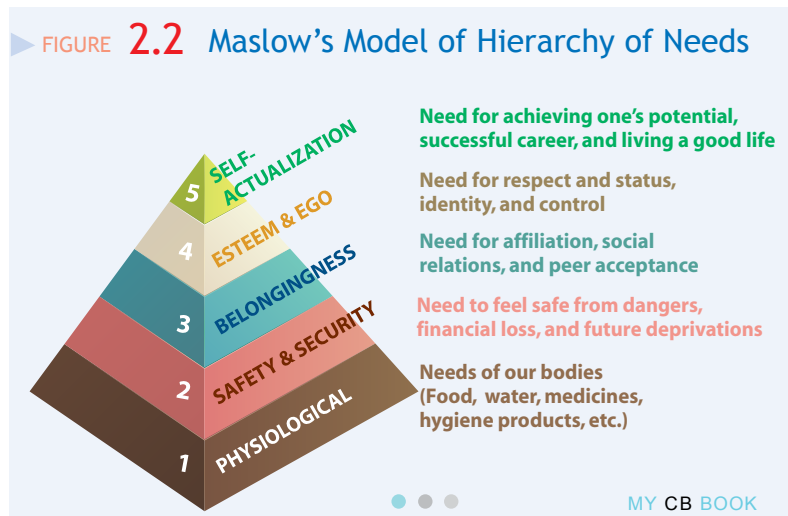 FIGURE 2.2 Maslow's Model of Hierarchy of Needs
5 SELF-
ACTUALIZATION
Need for achieving one's potential,
successful career, and living a good life
4 ESTEEM & EGO
Need for respect and status,
identity, and control
3 BELONGINGNESS
Need for affiliation, social
relations, and peer acceptance
2 SAFETY & SECURITY
Need to feel safe from dangers,
financial loss, and future deprivations
1 PHYSIOLOGICAL
Needs of our bodies
(Food, water, medicines,
hygiene products, etc.)
MY CB BOOK